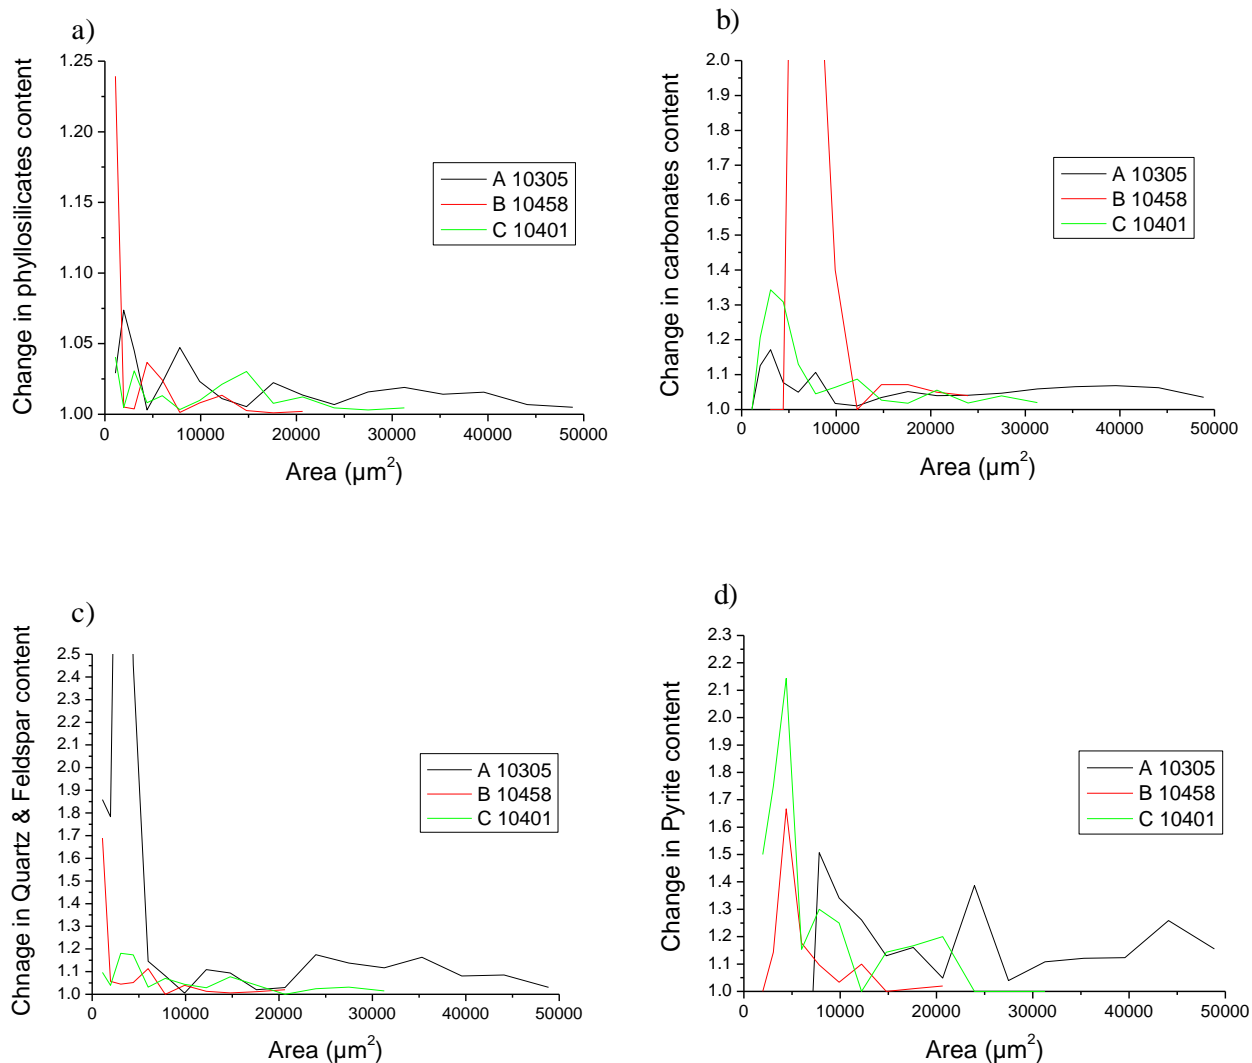 a)
1.25
1.20
1.15
1.10
1.05
1.00
0 10000 20000 30000 40000 50000
Change in phyllosilicates content
Area (µm²)
A 10305
B 10458
C 10401
b)
2.0
1.9
1.8
1.7
1.6
1.5
1.4
1.3
1.2
1.1
1.0
0 10000 20000 30000 40000 50000
Change in carbonates content
Area (µm²)
A 10305
B 10458
C 10401
c)
2.5
2.4
2.3
2.2
2.1
2.0
1.9
1.8
1.7
1.6
1.5
1.4
1.3
1.2
1.1
1.0
0 10000 20000 30000 40000 50000
Chnage in Quartz & Feldspar content
Area (µm²)
A 10305
B 10458
C 10401
d)
2.3
2.2
2.1
2.0
1.9
1.8
1.7
1.6
1.5
1.4
1.3
1.2
1.1
1.0
0 10000 20000 30000 40000 50000
Change in Pyrite content
Area (µm²)
A 10305
B 10458
C 10401